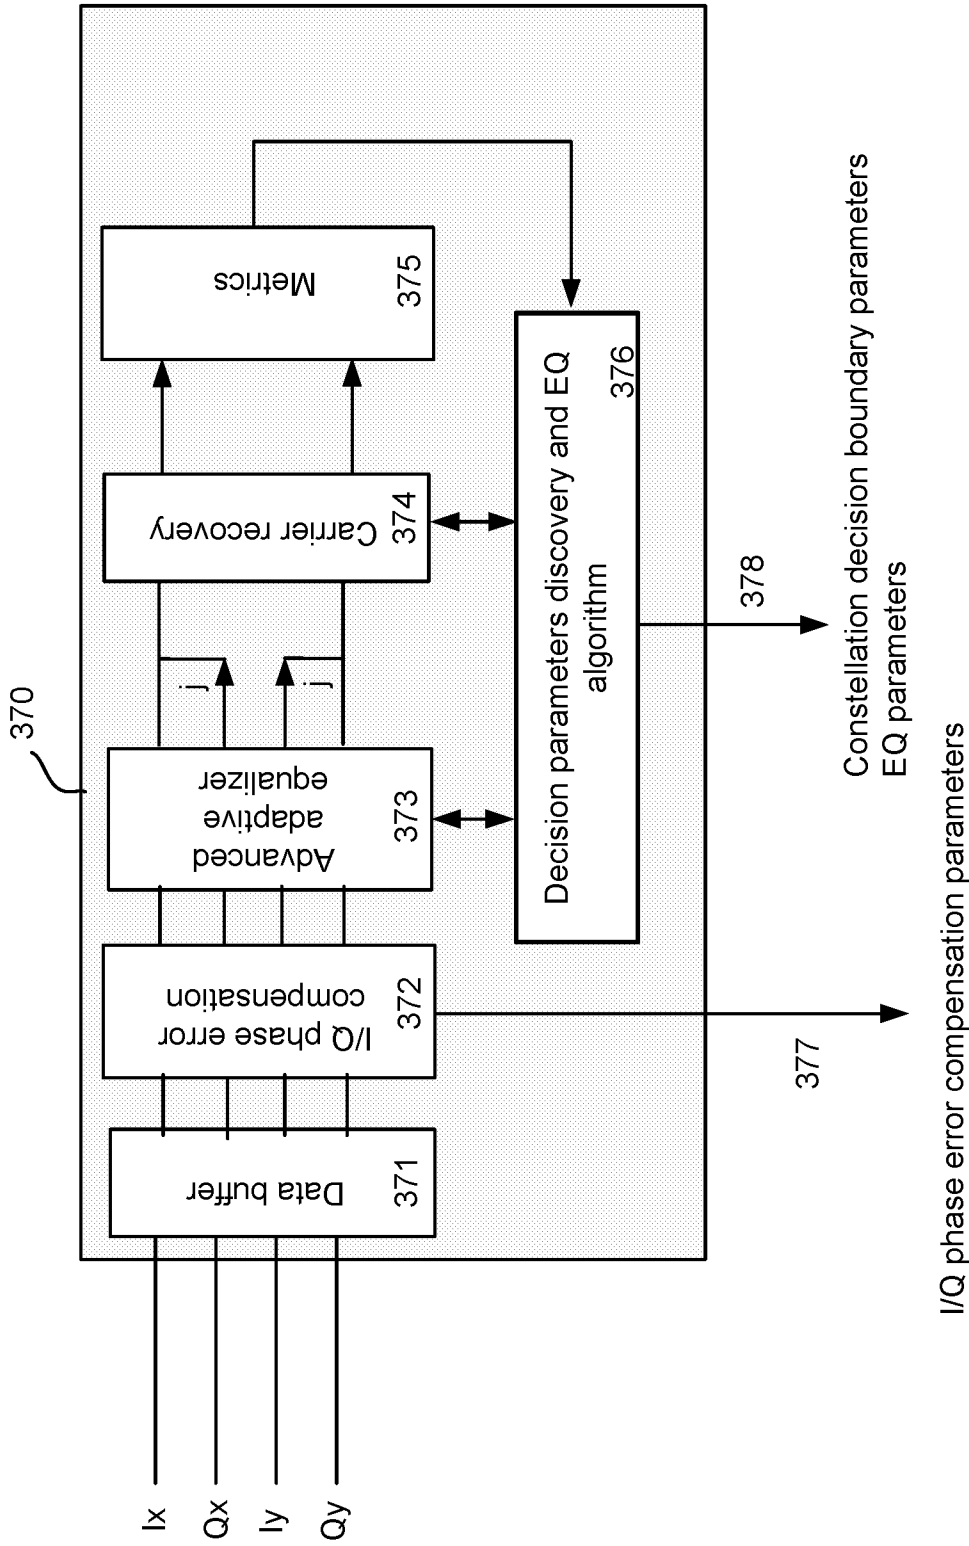 370
Ix
Qx
Iy
Qy
Data buffer
371
I/Q phase error
compensation
372
Advanced
adaptive
equalizer
373
j
j
Carrier recovery
374
Metrics
375
Decision parameters discovery and EQ
algorithm
376
377
378
I/Q phase error compensation parameters
Constellation decision boundary parameters
EQ parameters